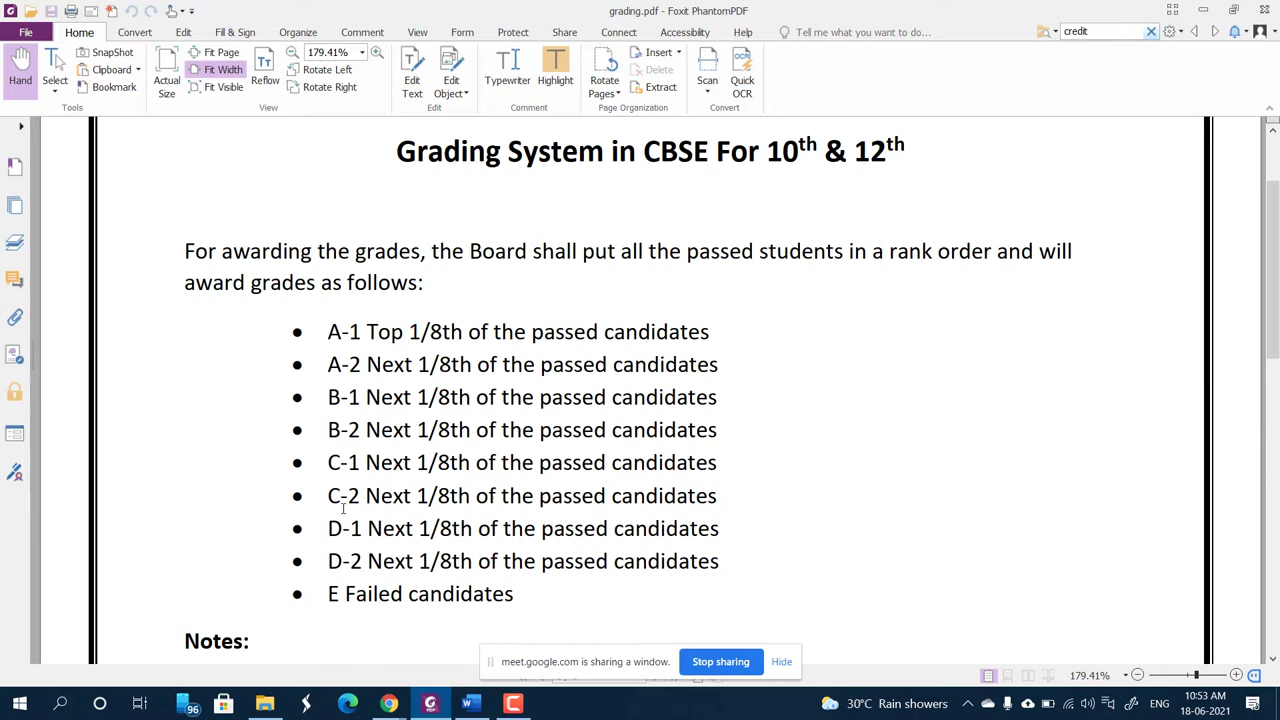 grading.pdf - Foxit PhantomPDF
File Home Convert Edit Fill & Sign Organize Comment View Form Protect Share Connect Accessibility Help Tell me what you want to do... credit
Hand
Select
SnapShot
Clipboard
Bookmark
Tools
Actual Size
Fit Page
Fit Width
Fit Visible
Reflow
179.41%
Rotate Left
Rotate Right
View
Edit Text
Edit Object
Edit
Typewriter
Highlight
Comment
Rotate Pages
Insert
Delete
Extract
Page Organization
Scan
Quick OCR
Convert
Grading System in CBSE For 10th & 12th
For awarding the grades, the Board shall put all the passed students in a rank order and will
award grades as follows:
• A-1 Top 1/8th of the passed candidates
• A-2 Next 1/8th of the passed candidates
• B-1 Next 1/8th of the passed candidates
• B-2 Next 1/8th of the passed candidates
• C-1 Next 1/8th of the passed candidates
• C-2 Next 1/8th of the passed candidates
• D-1 Next 1/8th of the passed candidates
• D-2 Next 1/8th of the passed candidates
• E Failed candidates
Notes:
meet.google.com is sharing a window. Stop sharing Hide
179.41%
96
30°C Rain showers
ENG
10:53 AM
18-06-2021